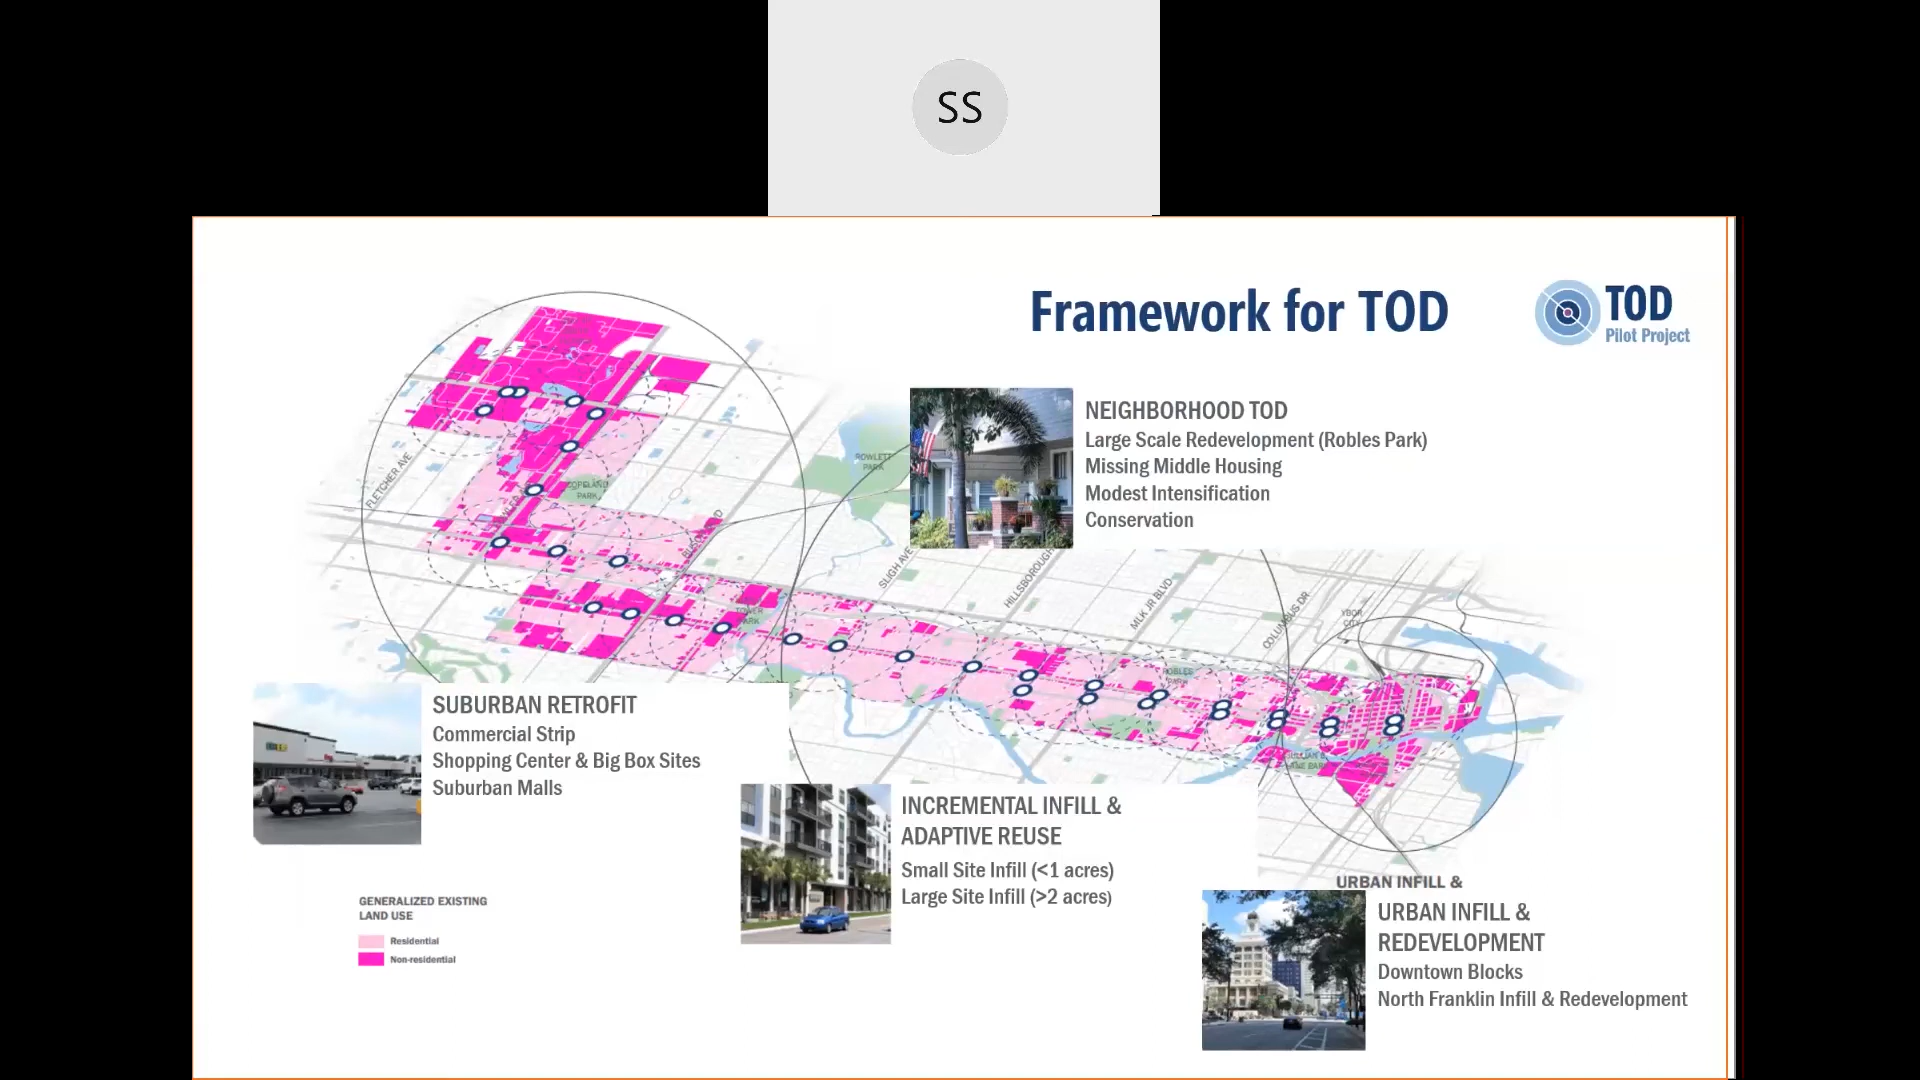 SS
Framework for TOD
TOD
Pilot Project
NEIGHBORHOOD TOD
Large Scale Redevelopment (Robles Park)
Missing Middle Housing
Modest Intensification
Conservation
FLETCHER AVE
ROWLETT
PARK
COPELAND
PARK
SLIGH AVE
HILLSBOROUGH
MLK JR BLVD
COLUMBUS DR
YBOR
CITY
TOWER
PARK
ROBLES
PARK
SUBURBAN RETROFIT
Commercial Strip
Shopping Center & Big Box Sites
Suburban Malls
INCREMENTAL INFILL &
ADAPTIVE REUSE
Small Site Infill (<1 acres)
Large Site Infill (>2 acres)
URBAN INFILL &
URBAN INFILL &
REDEVELOPMENT
Downtown Blocks
North Franklin Infill & Redevelopment
GENERALIZED EXISTING
LAND USE
Residential
Non-residential